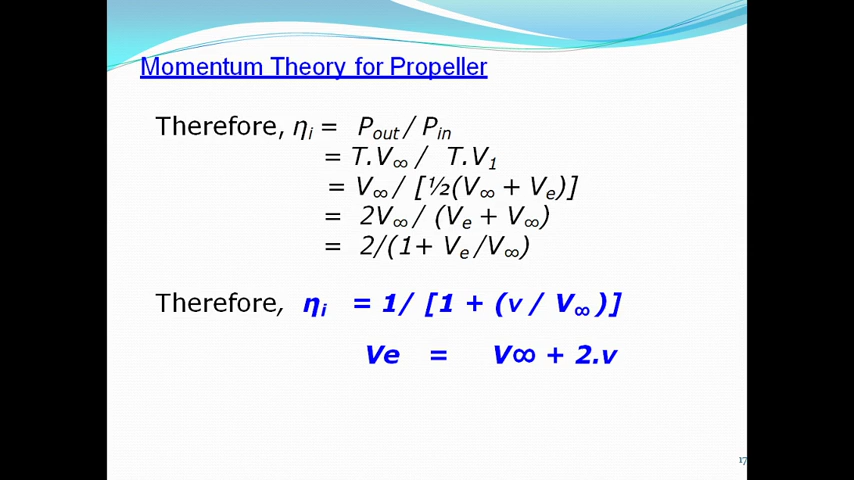 Momentum Theory for Propeller
Therefore, ηi = Pout / Pin
= T.V∞ / T.V1
= V∞ / [½(V∞ + Ve)]
= 2V∞ / (Ve + V∞)
= 2/(1+ Ve /V∞)
Therefore, ηi = 1/ [1 + (v / V∞ )]
Ve = V∞ + 2.v
17